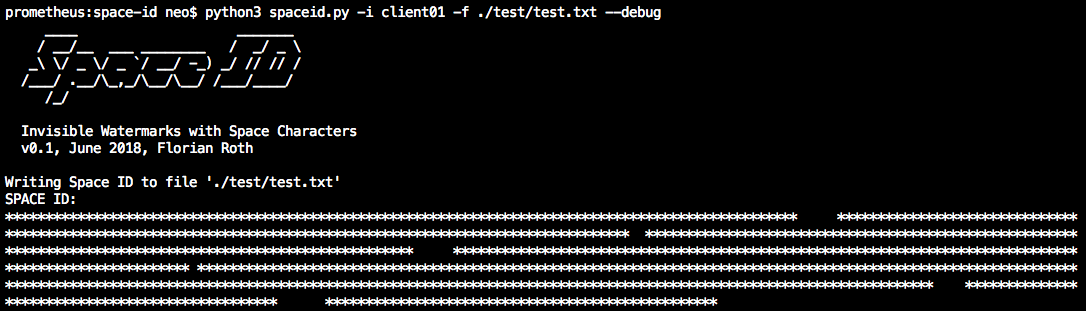 prometheus:space-id neo$ python3 spaceid.py -i client01 -f ./test/test.txt --debug
Space ID
Invisible Watermarks with Space Characters
v0.1, June 2018, Florian Roth
Writing Space ID to file './test/test.txt'
SPACE ID: